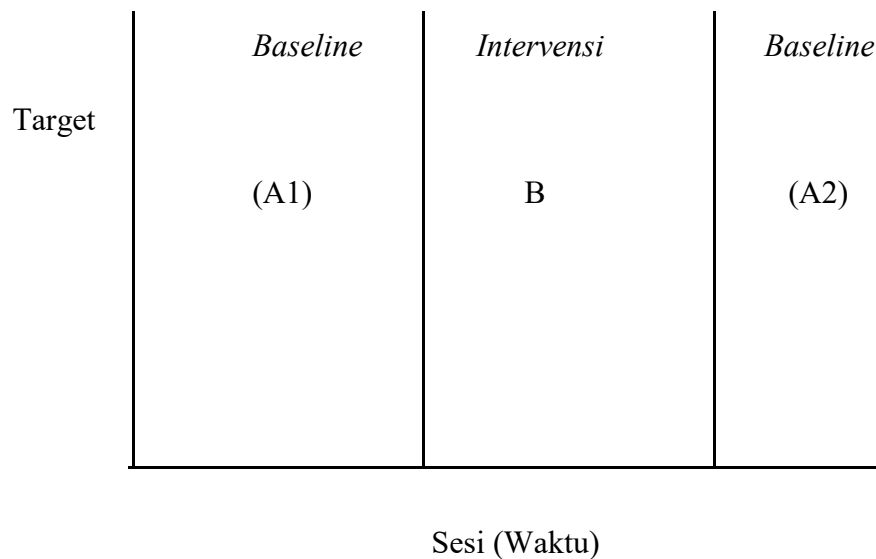 Baseline Intervensi Baseline
Target
(A1) B (A2)
Sesi (Waktu)